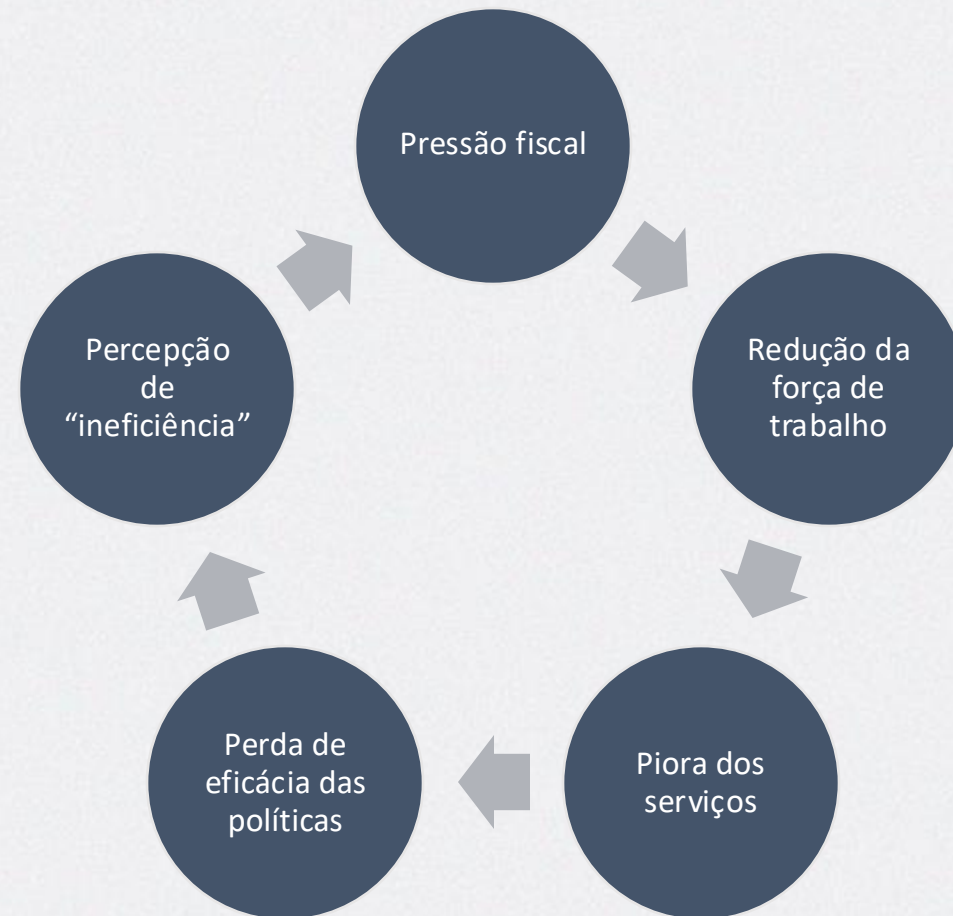 Pressão fiscal
Redução da
força de
trabalho
Piora dos
serviços
Perda de
eficácia das
políticas
Percepção
de
“ineficiência”